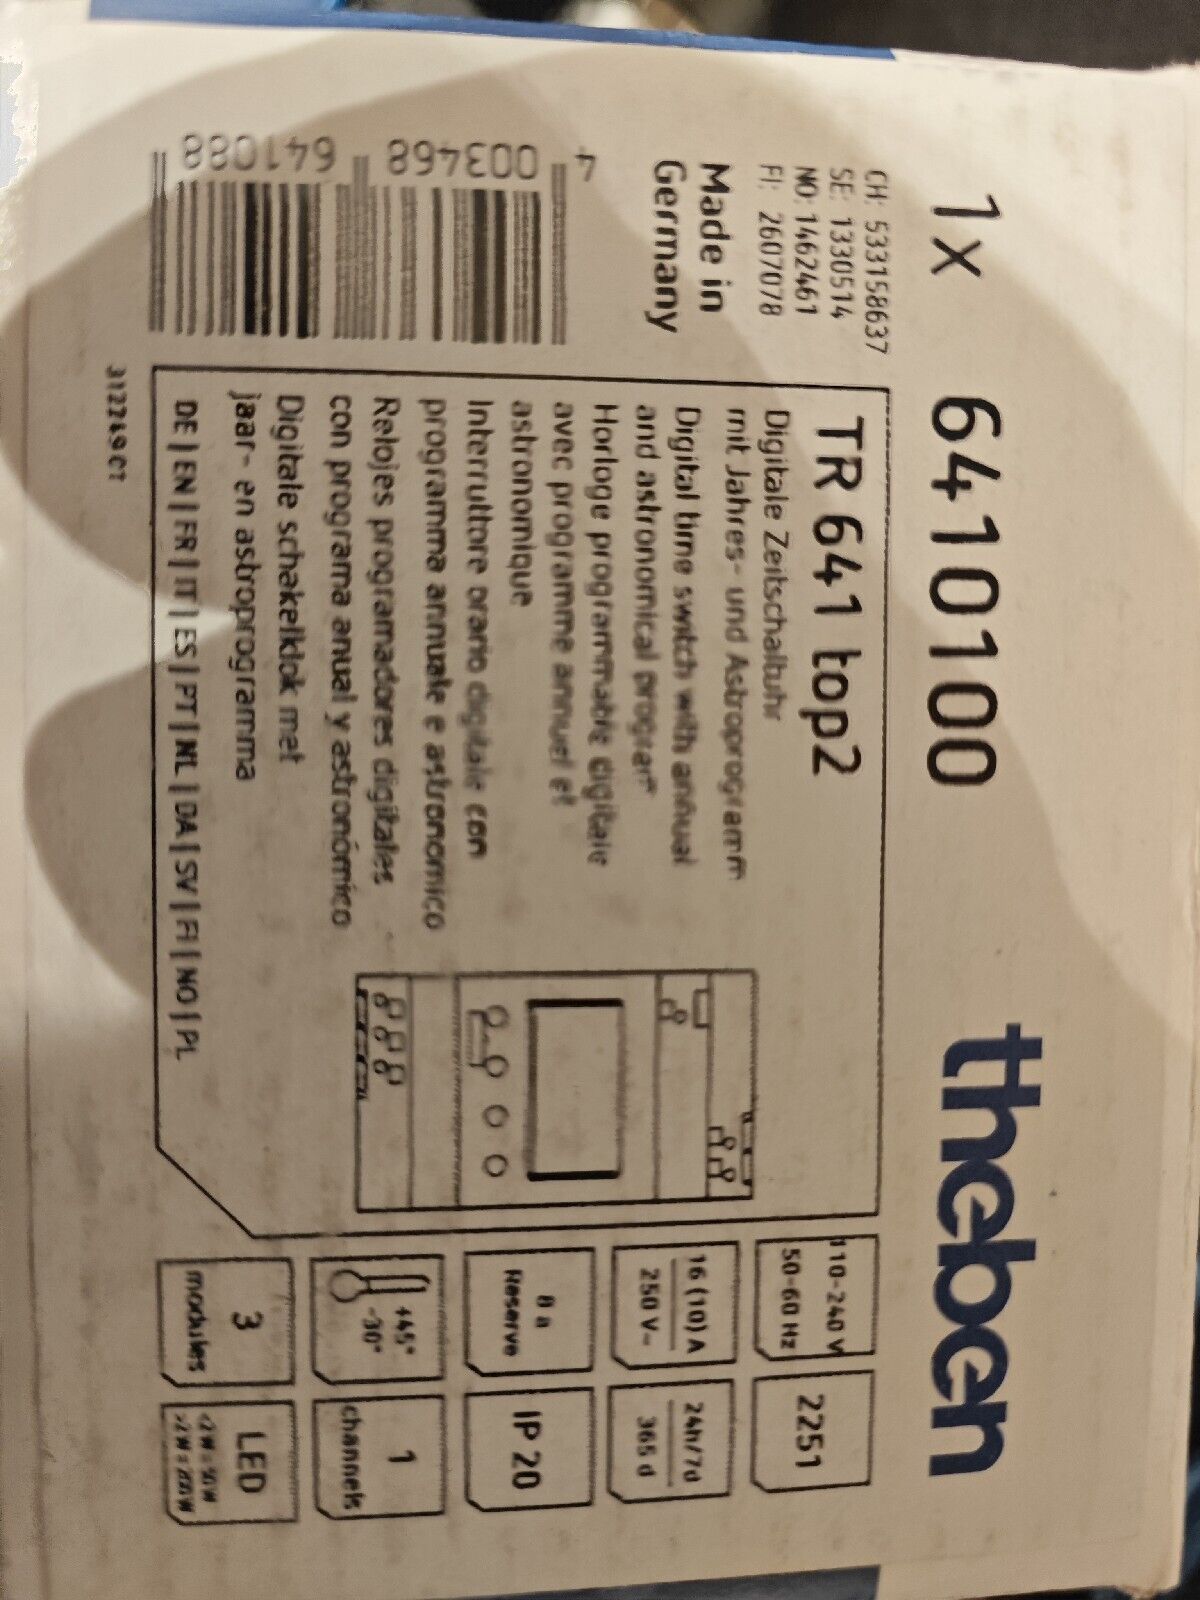 1x 6410100 theben
CH: 533158637
SE: 1330514
NO: 1462461
FI: 2607078
Made in
Germany
4 003468 641088
TR 641 top2
Digitale Zeitschaltuhr
mit Jahres- und Astroprogramm
Digital time switch with annual
and astronomical program
Horloge programmable digitale
avec programme annuel et
astronomique
Interruttore orario digitale con
programma annuale e astronomico
Relojes programadores digitales
con programa anual y astronómico
Digitale schakelklok met
jaar- en astroprogramma
DE | EN | FR | IT | ES | PT | NL | DA | SV | FI | NO | PL
110-240 V
50-60 Hz
2251
16 (10) A
250 V~
24h/7d
365 d
8 a
Reserve
IP 20
+45°
-30°
1
channels
3
modules
LED